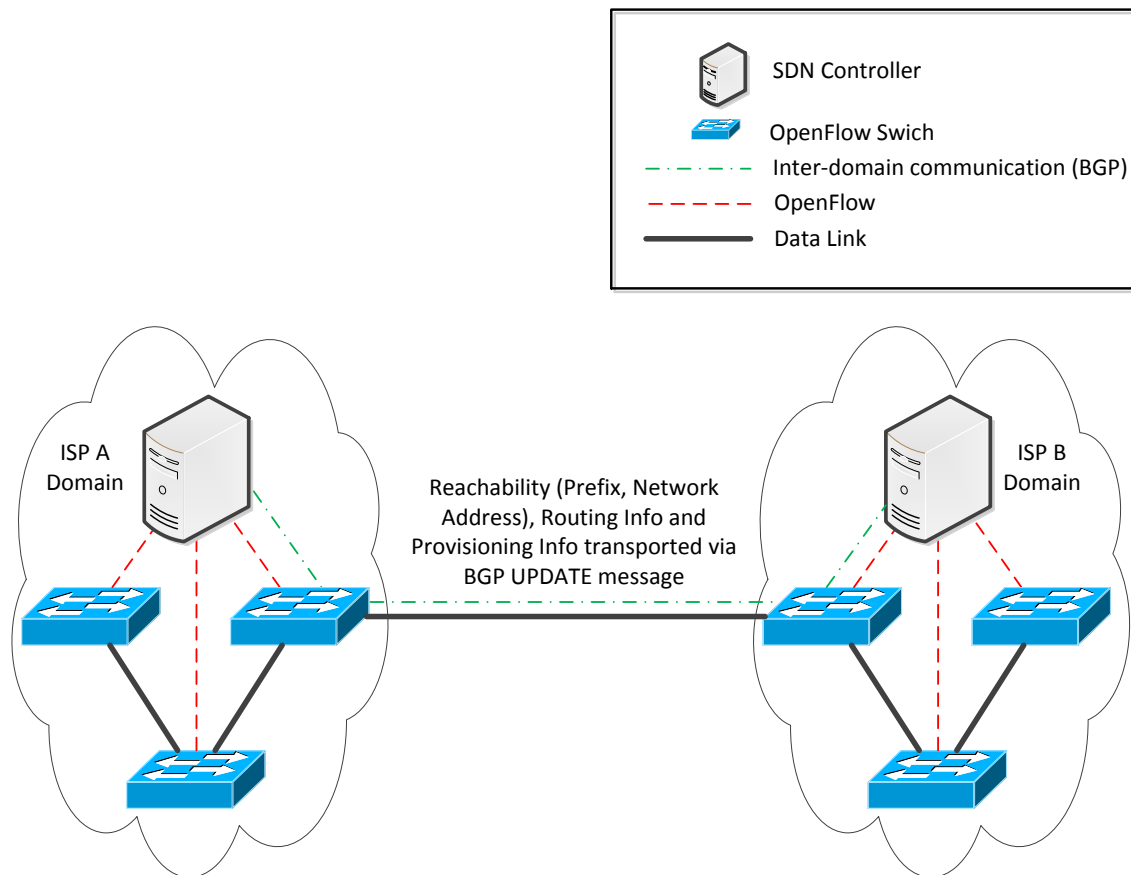 SDN Controller
OpenFlow Swich
Inter-domain communication (BGP)
OpenFlow
Data Link
ISP A
Domain
Reachability (Prefix, Network
Address), Routing Info and
Provisioning Info transported via
BGP UPDATE message
ISP B
Domain